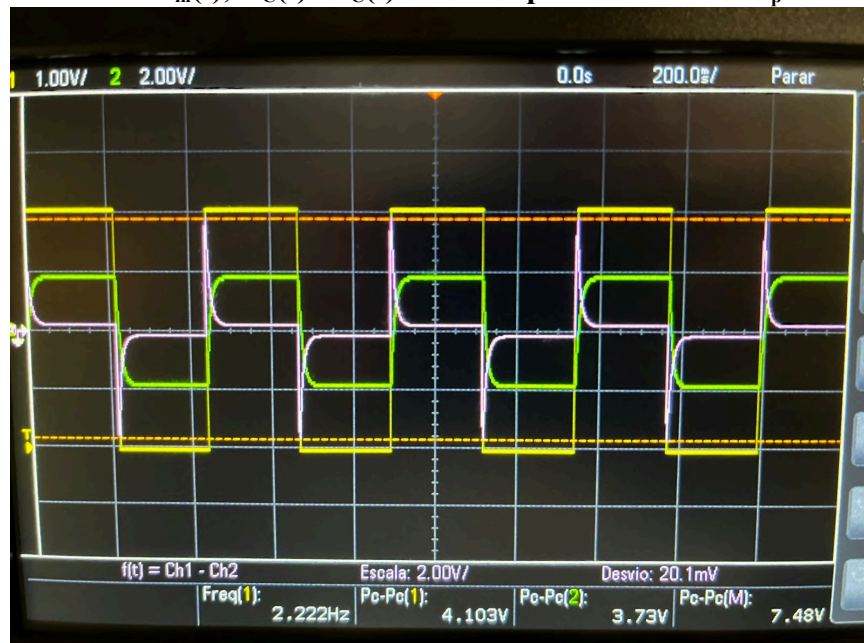 1 1.00V/ 2 2.00V/ 0.0s 200.0ms/ Parar
T
f(t) = Ch1 - Ch2 Escala: 2.00V/ Desvio: 20.1mV
Freq(1): Pc-Pc(1): Pc-Pc(2): Pc-Pc(M):
2.222Hz 4.103V 3.73V 7.48V